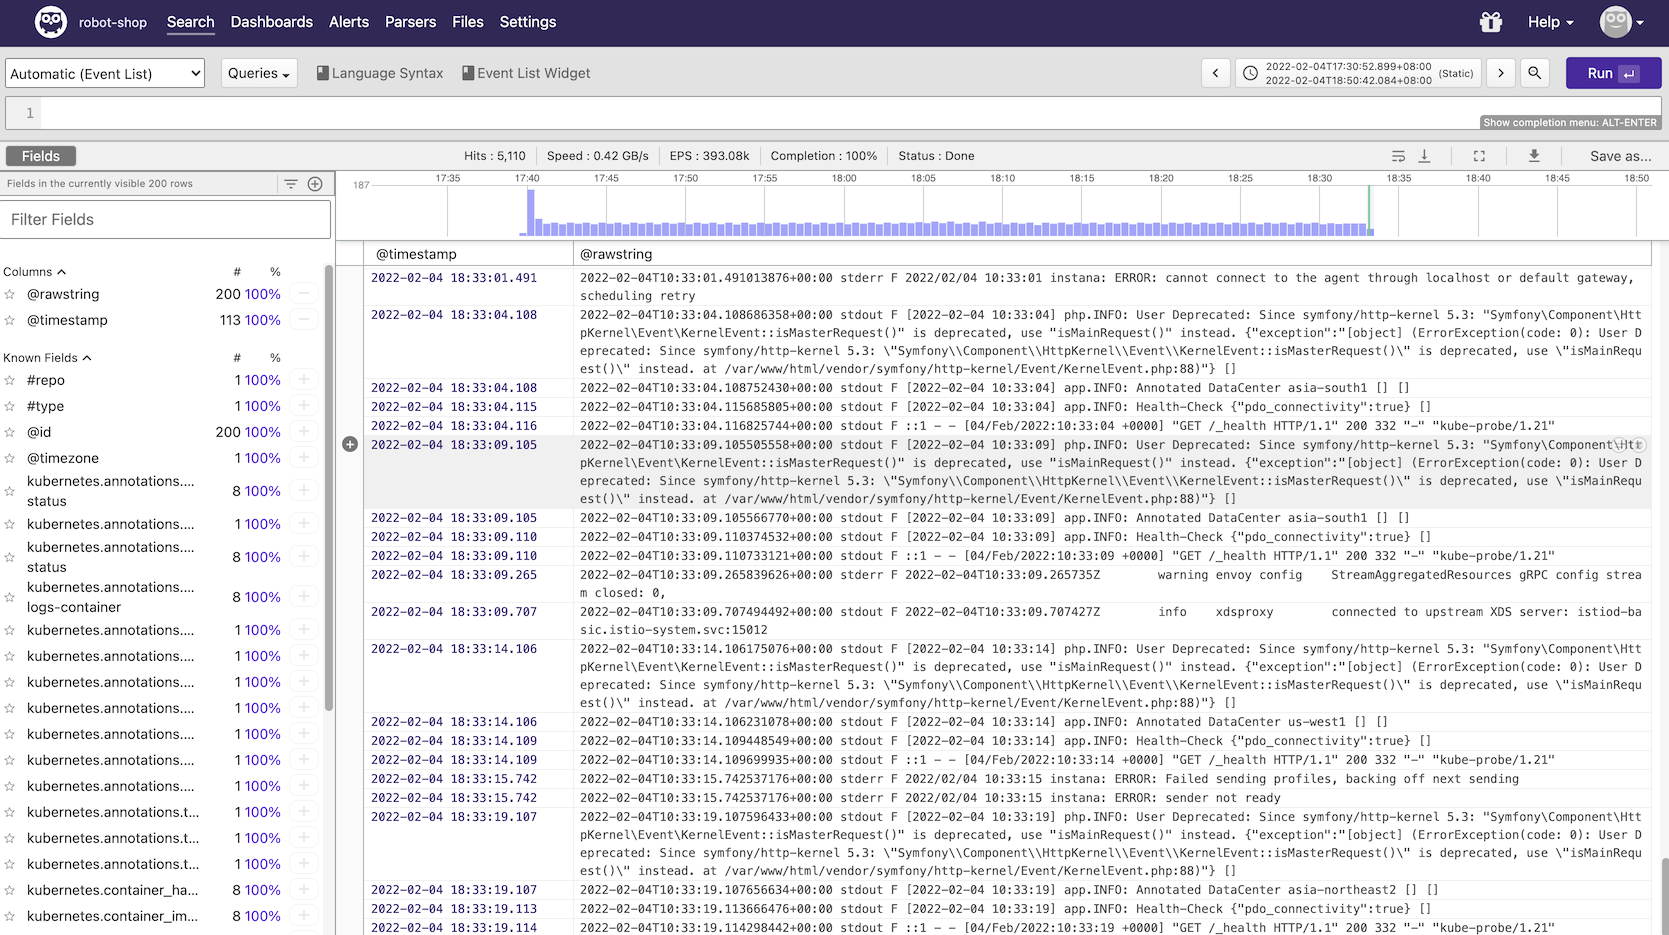 robot-shop Search Dashboards Alerts Parsers Files Settings Help
Automatic (Event List) Queries Language Syntax Event List Widget 2022-02-04T17:30:52.899+08:00 (Static) Run
2022-02-04T18:50:42.084+08:00
1
Show completion menu: ALT-ENTER
Fields Hits : 5,110 Speed : 0.42 GB/s EPS : 393.08k Completion : 100% Status : Done Save as...
Fields in the currently visible 200 rows
187 17:35 17:40 17:45 17:50 17:55 18:00 18:05 18:10 18:15 18:20 18:25 18:30 18:35 18:40 18:45 18:50
Filter Fields
Columns # %
@rawstring 200 100%
@timestamp 113 100%
Known Fields # %
#repo 1 100%
#type 1 100%
@id 200 100%
@timezone 1 100%
kubernetes.annotations....
status 8 100%
kubernetes.annotations.... 1 100%
kubernetes.annotations....
status 8 100%
kubernetes.annotations....
logs-container 8 100%
kubernetes.annotations.... 1 100%
kubernetes.annotations.... 1 100%
kubernetes.annotations.... 1 100%
kubernetes.annotations.... 1 100%
kubernetes.annotations.... 1 100%
kubernetes.annotations.... 1 100%
kubernetes.annotations.... 1 100%
kubernetes.annotations.t... 1 100%
kubernetes.annotations.t... 1 100%
kubernetes.annotations.t... 1 100%
kubernetes.container_ha... 8 100%
kubernetes.container_im... 8 100%
@timestamp @rawstring
2022-02-04 18:33:01.491 2022-02-04T10:33:01.491013876+00:00 stderr F 2022/02/04 10:33:01 instana: ERROR: cannot connect to the agent through localhost or default gateway,
scheduling retry
2022-02-04 18:33:04.108 2022-02-04T10:33:04.108686358+00:00 stdout F [2022-02-04 10:33:04] php.INFO: User Deprecated: Since symfony/http-kernel 5.3: "Symfony\Component\Htt
pKernel\Event\KernelEvent::isMasterRequest()" is deprecated, use "isMainRequest()" instead. {"exception":"[object] (ErrorException(code: 0): User D
eprecated: Since symfony/http-kernel 5.3: \"Symfony\\Component\\HttpKernel\\Event\\KernelEvent::isMasterRequest()\" is deprecated, use \"isMainRequ
est()\" instead. at /var/www/html/vendor/symfony/http-kernel/Event/KernelEvent.php:88)"} []
2022-02-04 18:33:04.108 2022-02-04T10:33:04.108752430+00:00 stdout F [2022-02-04 10:33:04] app.INFO: Annotated DataCenter asia-south1 [] []
2022-02-04 18:33:04.115 2022-02-04T10:33:04.115685805+00:00 stdout F [2022-02-04 10:33:04] app.INFO: Health-Check {"pdo_connectivity":true} []
2022-02-04 18:33:04.116 2022-02-04T10:33:04.116825744+00:00 stdout F ::1 - - [04/Feb/2022:10:33:04 +0000] "GET /_health HTTP/1.1" 200 332 "-" "kube-probe/1.21"
2022-02-04 18:33:09.105 2022-02-04T10:33:09.105505558+00:00 stdout F [2022-02-04 10:33:09] php.INFO: User Deprecated: Since symfony/http-kernel 5.3: "Symfony\Component\Htt
pKernel\Event\KernelEvent::isMasterRequest()" is deprecated, use "isMainRequest()" instead. {"exception":"[object] (ErrorException(code: 0): User D
eprecated: Since symfony/http-kernel 5.3: \"Symfony\\Component\\HttpKernel\\Event\\KernelEvent::isMasterRequest()\" is deprecated, use \"isMainRequ
est()\" instead. at /var/www/html/vendor/symfony/http-kernel/Event/KernelEvent.php:88)"} []
2022-02-04 18:33:09.105 2022-02-04T10:33:09.105566770+00:00 stdout F [2022-02-04 10:33:09] app.INFO: Annotated DataCenter asia-south1 [] []
2022-02-04 18:33:09.110 2022-02-04T10:33:09.110374532+00:00 stdout F [2022-02-04 10:33:09] app.INFO: Health-Check {"pdo_connectivity":true} []
2022-02-04 18:33:09.110 2022-02-04T10:33:09.110733121+00:00 stdout F ::1 - - [04/Feb/2022:10:33:09 +0000] "GET /_health HTTP/1.1" 200 332 "-" "kube-probe/1.21"
2022-02-04 18:33:09.265 2022-02-04T10:33:09.265839626+00:00 stderr F 2022-02-04T10:33:09.265735Z warning envoy config StreamAggregatedResources gRPC config strea
m closed: 0,
2022-02-04 18:33:09.707 2022-02-04T10:33:09.707494492+00:00 stdout F 2022-02-04T10:33:09.707427Z info xdsproxy connected to upstream XDS server: istiod-ba
sic.istio-system.svc:15012
2022-02-04 18:33:14.106 2022-02-04T10:33:14.106175076+00:00 stdout F [2022-02-04 10:33:14] php.INFO: User Deprecated: Since symfony/http-kernel 5.3: "Symfony\Component\Htt
pKernel\Event\KernelEvent::isMasterRequest()" is deprecated, use "isMainRequest()" instead. {"exception":"[object] (ErrorException(code: 0): User D
eprecated: Since symfony/http-kernel 5.3: \"Symfony\\Component\\HttpKernel\\Event\\KernelEvent::isMasterRequest()\" is deprecated, use \"isMainRequ
est()\" instead. at /var/www/html/vendor/symfony/http-kernel/Event/KernelEvent.php:88)"} []
2022-02-04 18:33:14.106 2022-02-04T10:33:14.106231078+00:00 stdout F [2022-02-04 10:33:14] app.INFO: Annotated DataCenter us-west1 [] []
2022-02-04 18:33:14.109 2022-02-04T10:33:14.109448549+00:00 stdout F [2022-02-04 10:33:14] app.INFO: Health-Check {"pdo_connectivity":true} []
2022-02-04 18:33:14.109 2022-02-04T10:33:14.109699935+00:00 stdout F ::1 - - [04/Feb/2022:10:33:14 +0000] "GET /_health HTTP/1.1" 200 332 "-" "kube-probe/1.21"
2022-02-04 18:33:15.742 2022-02-04T10:33:15.742537176+00:00 stderr F 2022/02/04 10:33:15 instana: ERROR: Failed sending profiles, backing off next sending
2022-02-04 18:33:15.742 2022-02-04T10:33:15.742537176+00:00 stderr F 2022/02/04 10:33:15 instana: ERROR: sender not ready
2022-02-04 18:33:19.107 2022-02-04T10:33:19.107596433+00:00 stdout F [2022-02-04 10:33:19] php.INFO: User Deprecated: Since symfony/http-kernel 5.3: "Symfony\Component\Htt
pKernel\Event\KernelEvent::isMasterRequest()" is deprecated, use "isMainRequest()" instead. {"exception":"[object] (ErrorException(code: 0): User D
eprecated: Since symfony/http-kernel 5.3: \"Symfony\\Component\\HttpKernel\\Event\\KernelEvent::isMasterRequest()\" is deprecated, use \"isMainRequ
est()\" instead. at /var/www/html/vendor/symfony/http-kernel/Event/KernelEvent.php:88)"} []
2022-02-04 18:33:19.107 2022-02-04T10:33:19.107656634+00:00 stdout F [2022-02-04 10:33:19] app.INFO: Annotated DataCenter asia-northeast2 [] []
2022-02-04 18:33:19.113 2022-02-04T10:33:19.113666476+00:00 stdout F [2022-02-04 10:33:19] app.INFO: Health-Check {"pdo_connectivity":true} []
2022-02-04 18:33:19.114 2022-02-04T10:33:19.114298442+00:00 stdout F ::1 - - [04/Feb/2022:10:33:19 +0000] "GET /_health HTTP/1.1" 200 332 "-" "kube-probe/1.21"